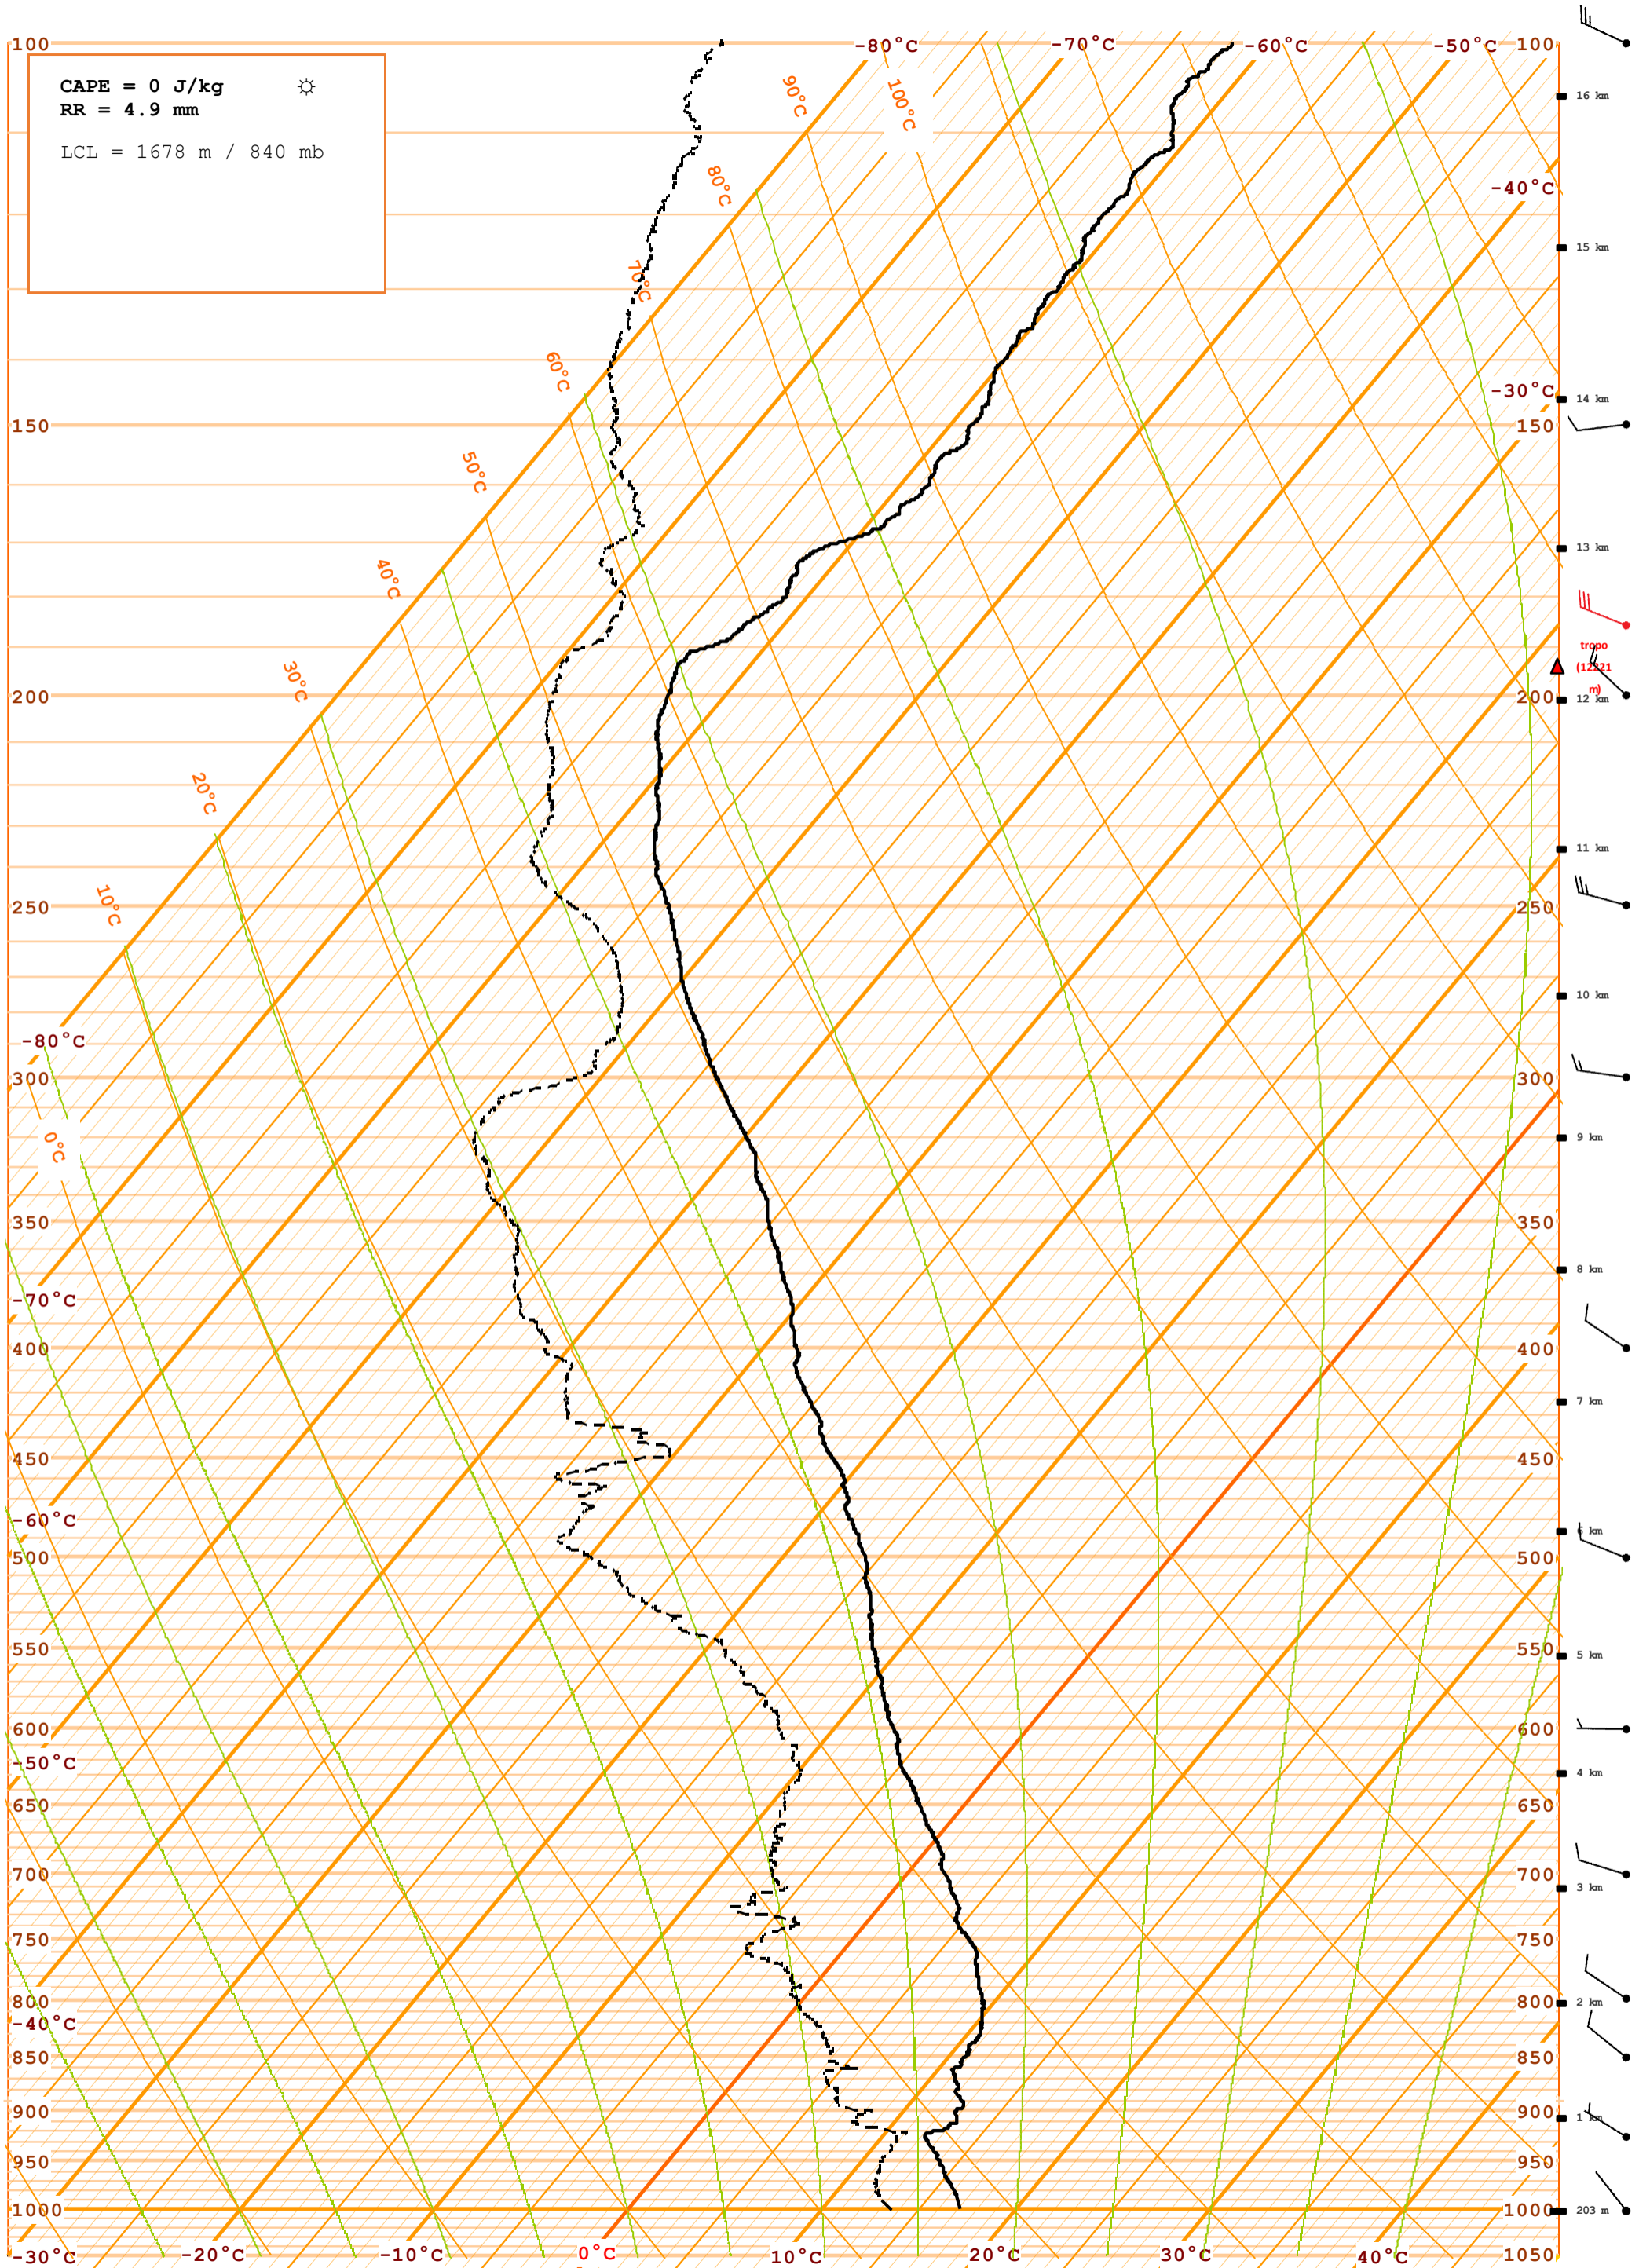 100 -80°C -70°C -60°C -50°C 100
CAPE = 0 J/kg ☼
RR = 4.9 mm
LCL = 1678 m / 840 mb
90°C 100°C
16 km
80°C
-40°C
15 km
70°C
60°C
-30°C
14 km
150 150
50°C
13 km
40°C
tropo
(12221
m)
30°C
200 200
12 km
20°C
11 km
10°C
250 250
10 km
-80°C
300 300
0°C
9 km
350 350
8 km
-70°C
400 400
7 km
450 450
-60°C
6 km
500 500
550 550
5 km
600 600
-50°C
4 km
650 650
700 700
3 km
750 750
800 800
2 km
-40°C
850 850
900 900
1 km
950 950
1000 1000
203 m
-30°C -20°C -10°C 0°C 10°C 20°C 30°C 40°C 1050